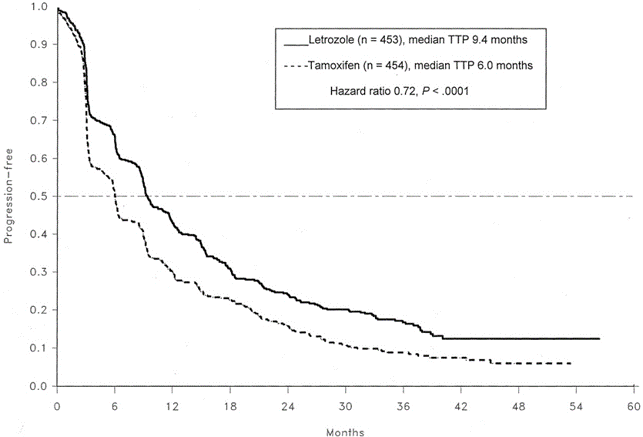 1.0
0.9
0.8
0.7
0.6
0.5
0.4
0.3
0.2
0.1
0.0
Progression-free
Letrozole (n = 453), median TTP 9.4 months
Tamoxifen (n = 454), median TTP 6.0 months
Hazard ratio 0.72, P < .0001
0 6 12 18 24 30 36 42 48 54 60
Months